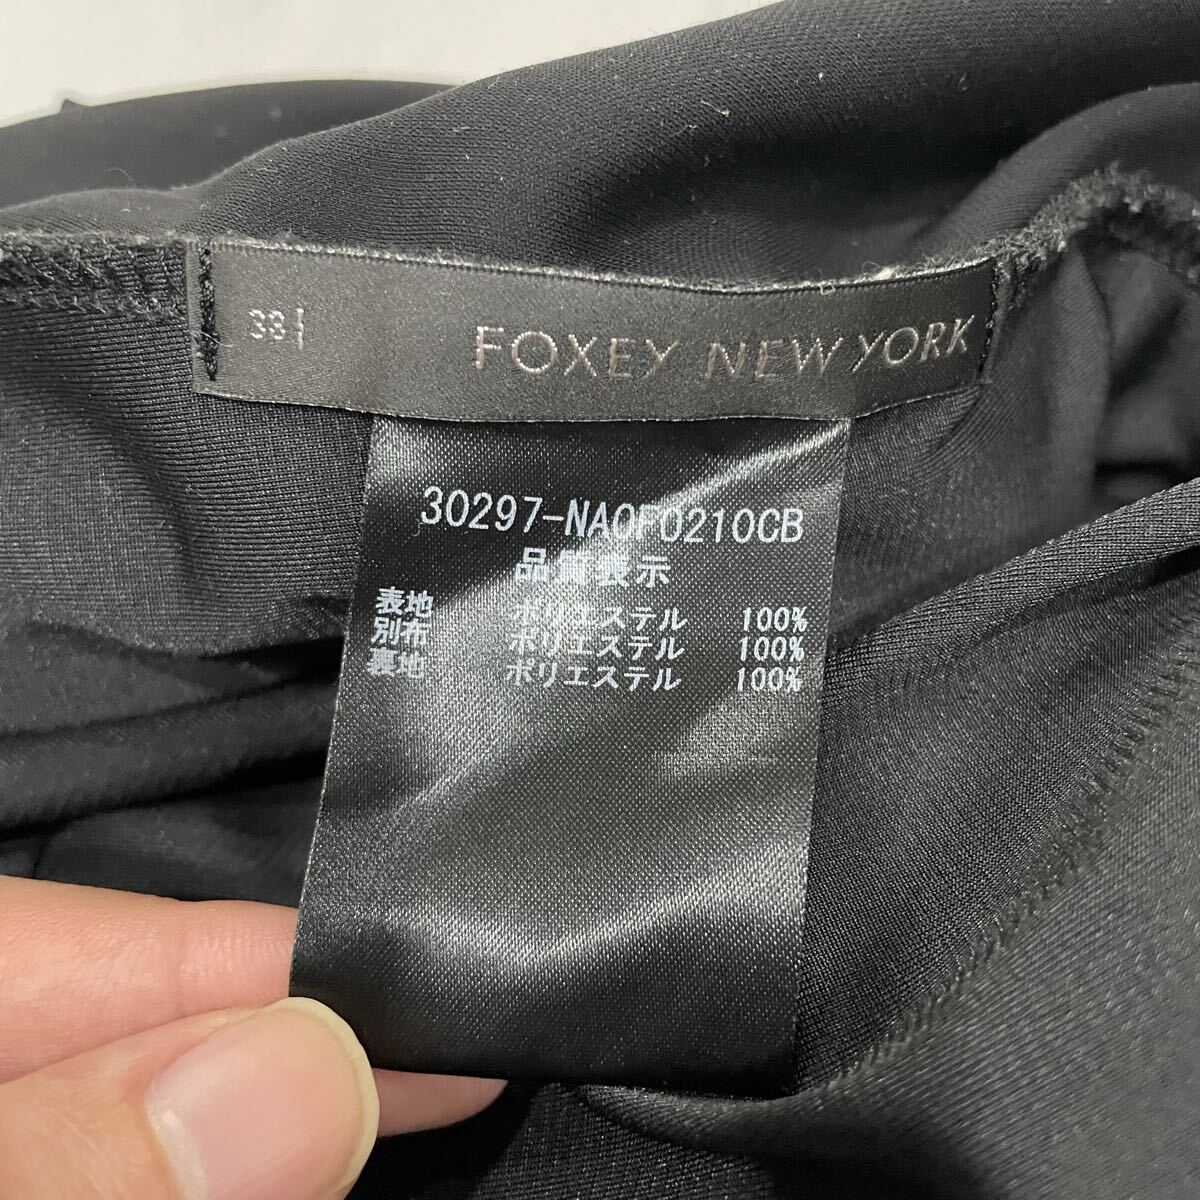 38 FOXEY NEW YORK
30297-NAOF0210CB
品質表示
表地 ポリエステル 100%
別布 ポリエステル 100%
裏地 ポリエステル 100%